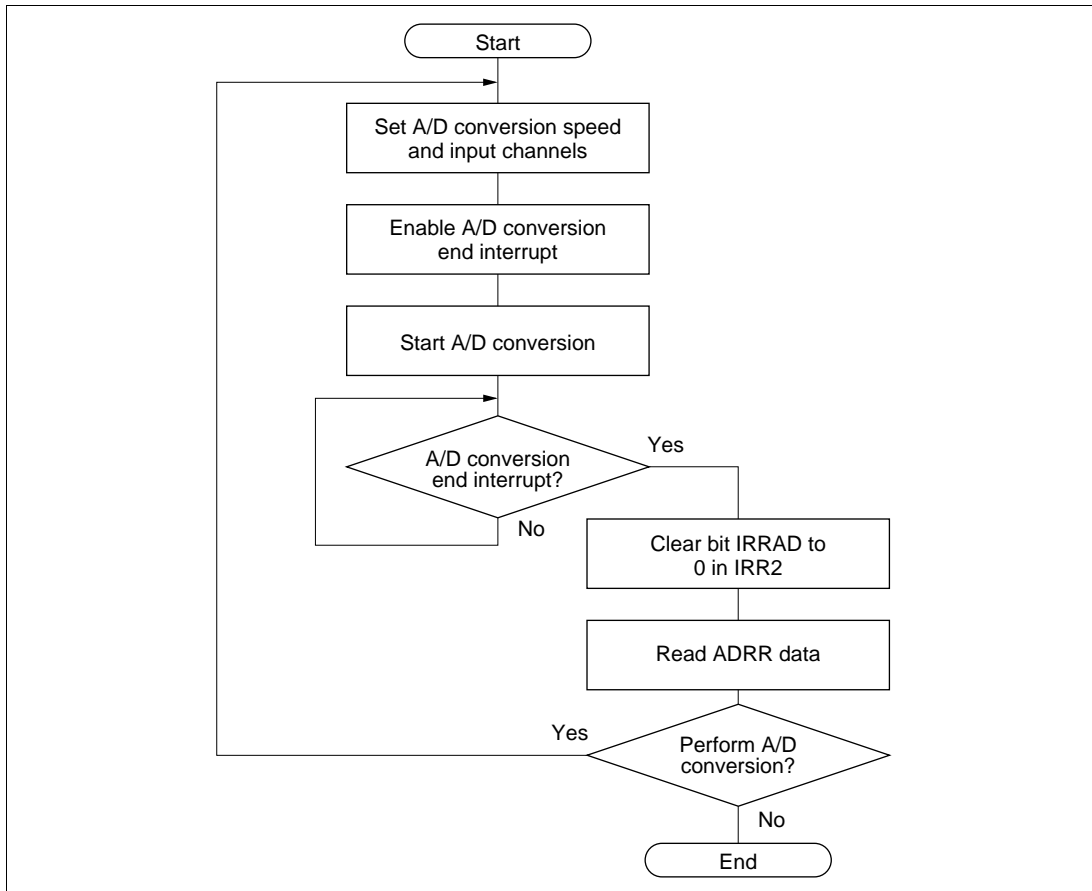 Start
Set A/D conversion speed
and input channels
Enable A/D conversion
end interrupt
Start A/D conversion
A/D conversion
end interrupt?
Yes
No
Clear bit IRRAD to
0 in IRR2
Read ADRR data
Perform A/D
conversion?
Yes
No
End